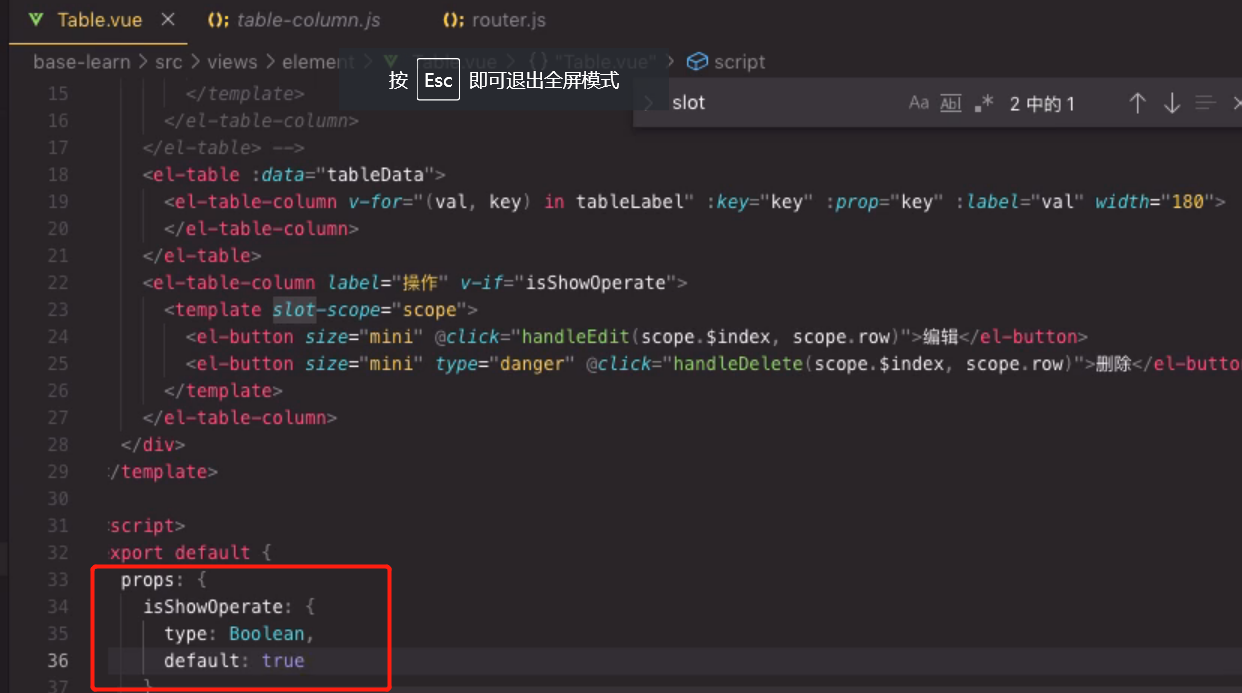 Table.vue
table-column.js
router.js
base-learn > src > views > element > Table.vue > {} "Table.vue" > script
按 Esc 即可退出全屏模式
slot
Aa Abl .* 2 中的 1
15 </template>
16 </el-table-column>
17 </el-table> -->
18 <el-table :data="tableData">
19 <el-table-column v-for="(val, key) in tableLabel" :key="key" :prop="key" :label="val" width="180">
20 </el-table-column>
21 </el-table>
22 <el-table-column label="操作" v-if="isShowOperate">
23 <template slot-scope="scope">
24 <el-button size="mini" @click="handleEdit(scope.$index, scope.row)">编辑</el-button>
25 <el-button size="mini" type="danger" @click="handleDelete(scope.$index, scope.row)">删除</el-butto
26 </template>
27 </el-table-column>
28 </div>
29 /template>
30
31 script>
32 xport default {
33 props: {
34 isShowOperate: {
35 type: Boolean,
36 default: true
37 }